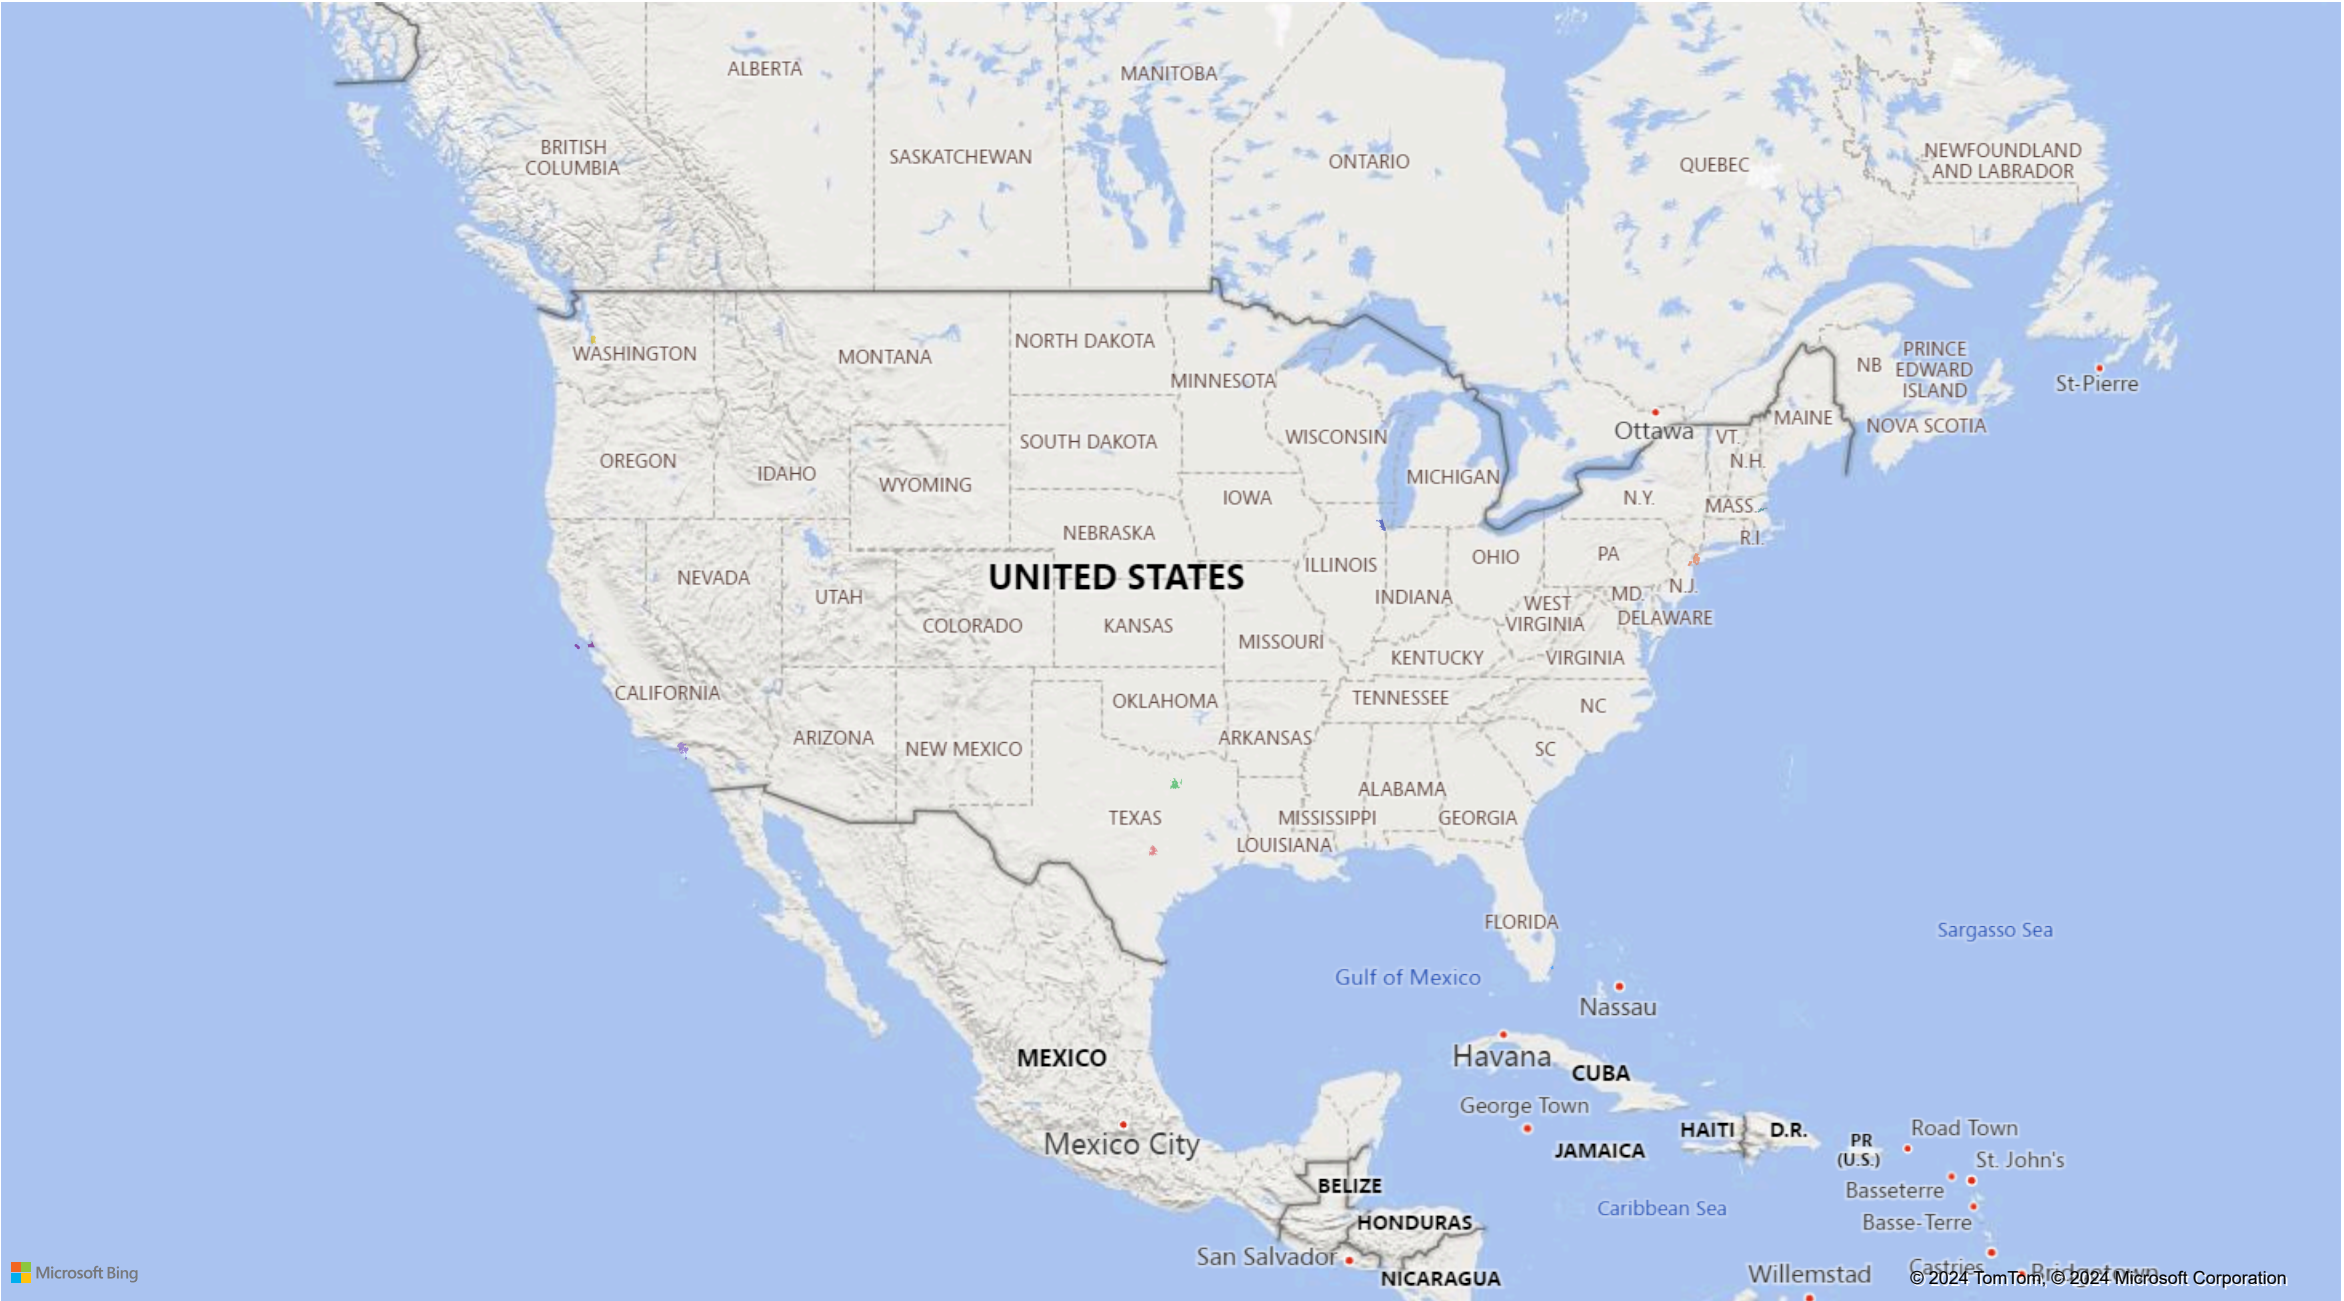 ALBERTA
MANITOBA
BRITISH
COLUMBIA
SASKATCHEWAN
ONTARIO
QUEBEC
NEWFOUNDLAND
AND LABRADOR
WASHINGTON
MONTANA
NORTH DAKOTA
MINNESOTA
NB
PRINCE
EDWARD
ISLAND
St-Pierre
Ottawa
MAINE
NOVA SCOTIA
VT.
N.H.
OREGON
IDAHO
WYOMING
SOUTH DAKOTA
WISCONSIN
MICHIGAN
IOWA
N.Y.
MASS.
R.I.
NEBRASKA
ILLINOIS
OHIO
PA
NEVADA
UTAH
UNITED STATES
INDIANA
WEST
VIRGINIA
MD.
N.J.
DELAWARE
COLORADO
KANSAS
MISSOURI
KENTUCKY
VIRGINIA
CALIFORNIA
OKLAHOMA
TENNESSEE
NC
ARIZONA
NEW MEXICO
ARKANSAS
SC
ALABAMA
TEXAS
MISSISSIPPI
GEORGIA
LOUISIANA
FLORIDA
Sargasso Sea
Gulf of Mexico
Nassau
MEXICO
Havana
CUBA
Mexico City
George Town
JAMAICA
HAITI
D.R.
PR
(U.S.)
Road Town
St. John's
BELIZE
Basseterre
Caribbean Sea
Basse-Terre
HONDURAS
San Salvador
NICARAGUA
Willemstad
Castries
Bridgetown
Microsoft Bing
© 2024 TomTom, © 2024 Microsoft Corporation